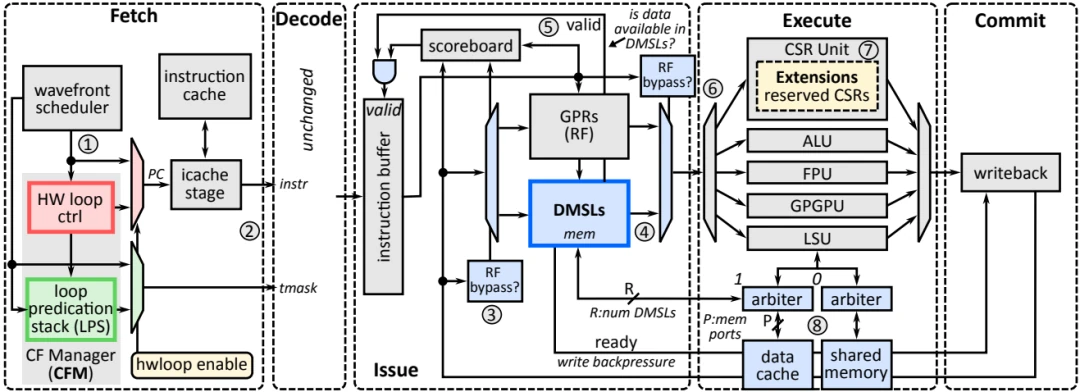 Fetch
Decode
Execute
Commit
wavefront
scheduler
instruction
cache
①
HW loop
ctrl
PC
icache
stage
②
loop
predication
stack (LPS)
CF Manager
(CFM)
hwloop enable
unchanged
instr
tmask
Issue
scoreboard
⑤
valid
is data
available in
DMSLs?
RF
bypass?
valid
instruction buffer
GPRs
(RF)
DMSLs
mem
④
RF
bypass?
③
R
R:num DMSLs
ready
write backpressure
⑥
CSR Unit
⑦
Extensions
reserved CSRs
ALU
FPU
GPGPU
LSU
1
0
arbiter
arbiter
P:mem
ports
P
⑧
data
cache
shared
memory
writeback